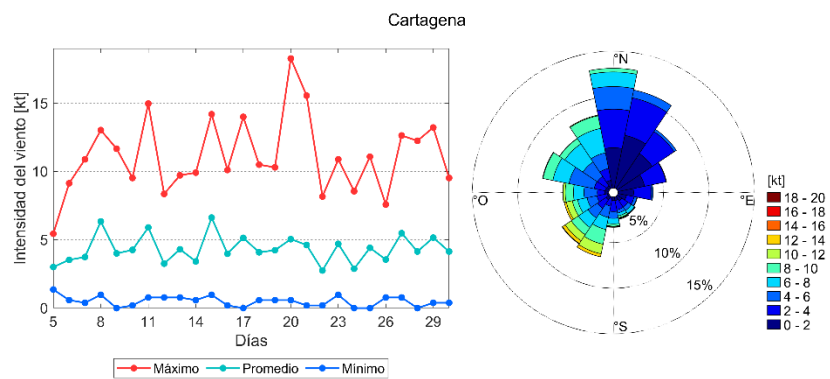 Cartagena
Intensidad del viento [kt]
15
10
5
0
5 8 11 14 17 20 23 26 29
Días
Máximo Promedio Mínimo
°N
°O
°E
°S
5%
10%
15%
[kt]
18 - 20
16 - 18
14 - 16
12 - 14
10 - 12
8 - 10
6 - 8
4 - 6
2 - 4
0 - 2